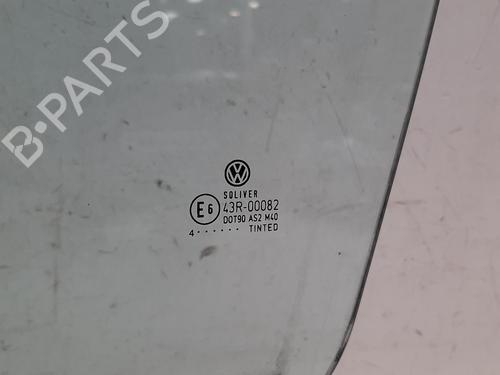 B-PARTS
SOLIVER
E6 43R-00082
DOT90 AS2 M40
4······ TINTED